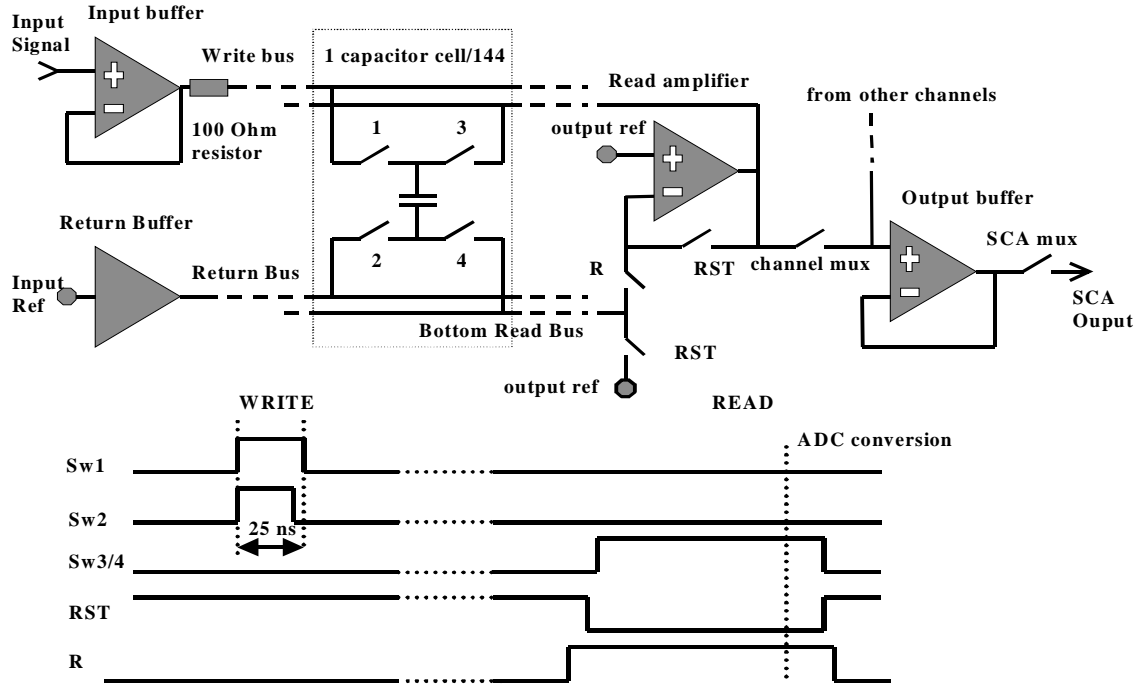 Input buffer
Input
Signal
Write bus
1 capacitor cell/144
Read amplifier
from other channels
100 Ohm
resistor
1
3
output ref
Return Buffer
Output buffer
SCA mux
Input
Ref
Return Bus
2
4
R
RST
channel mux
SCA
Ouput
Bottom Read Bus
RST
output ref
WRITE
READ
ADC conversion
Sw1
Sw2
25 ns
Sw3/4
RST
R